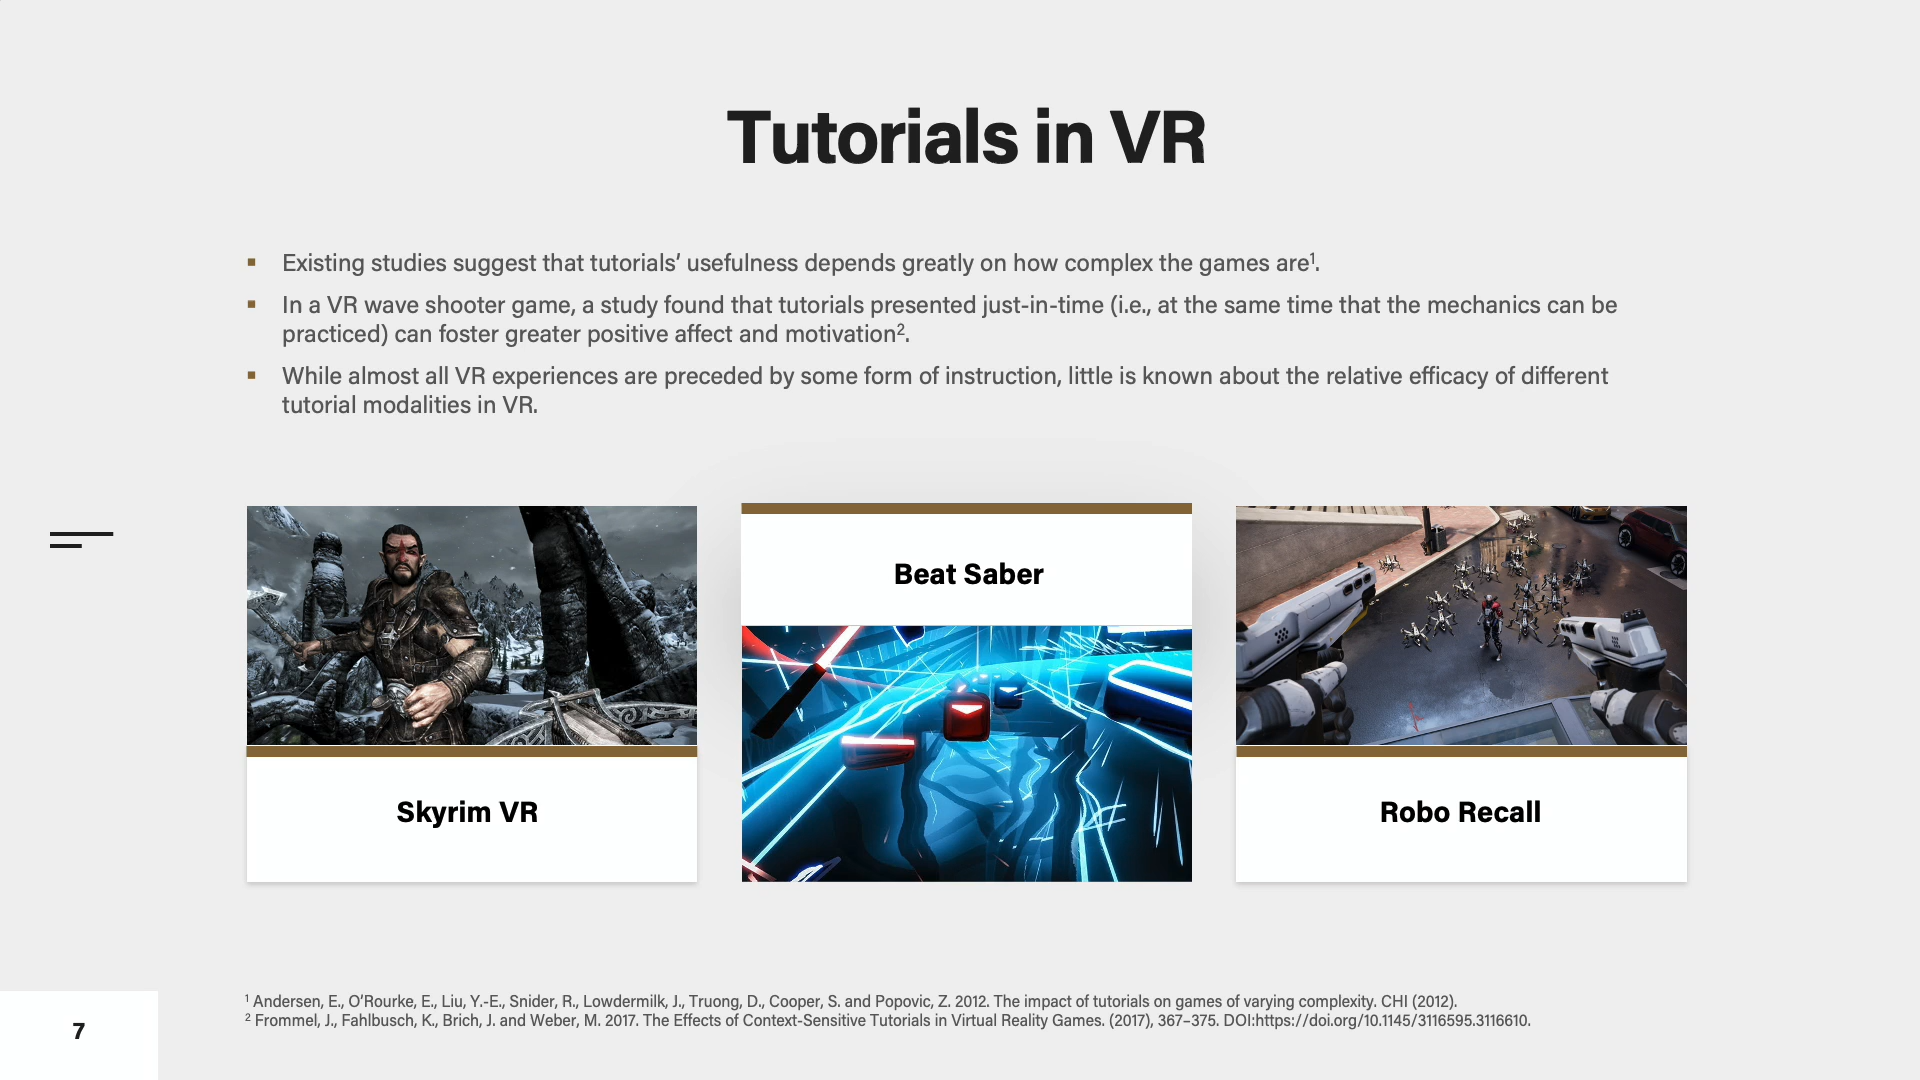 Tutorials in VR
▪ Existing studies suggest that tutorials’ usefulness depends greatly on how complex the games are¹.
▪ In a VR wave shooter game, a study found that tutorials presented just-in-time (i.e., at the same time that the mechanics can be
practiced) can foster greater positive affect and motivation².
▪ While almost all VR experiences are preceded by some form of instruction, little is known about the relative efficacy of different
tutorial modalities in VR.
Skyrim VR
Beat Saber
Robo Recall
¹ Andersen, E., O’Rourke, E., Liu, Y.-E., Snider, R., Lowdermilk, J., Truong, D., Cooper, S. and Popovic, Z. 2012. The impact of tutorials on games of varying complexity. CHI (2012).
² Frommel, J., Fahlbusch, K., Brich, J. and Weber, M. 2017. The Effects of Context-Sensitive Tutorials in Virtual Reality Games. (2017), 367–375. DOI:https://doi.org/10.1145/3116595.3116610.
7